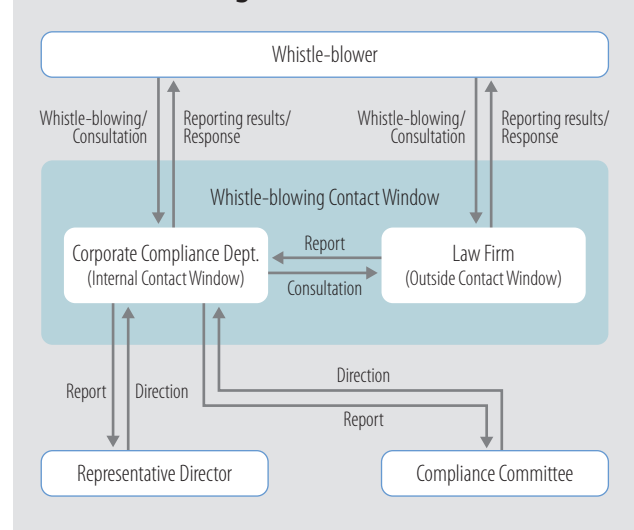 Whistle-blower
Whistle-blowing/
Consultation
Reporting results/
Response
Whistle-blowing/
Consultation
Reporting results/
Response
Whistle-blowing Contact Window
Corporate Compliance Dept.
(Internal Contact Window)
Report
Consultation
Law Firm
(Outside Contact Window)
Report
Direction
Direction
Report
Representative Director
Compliance Committee